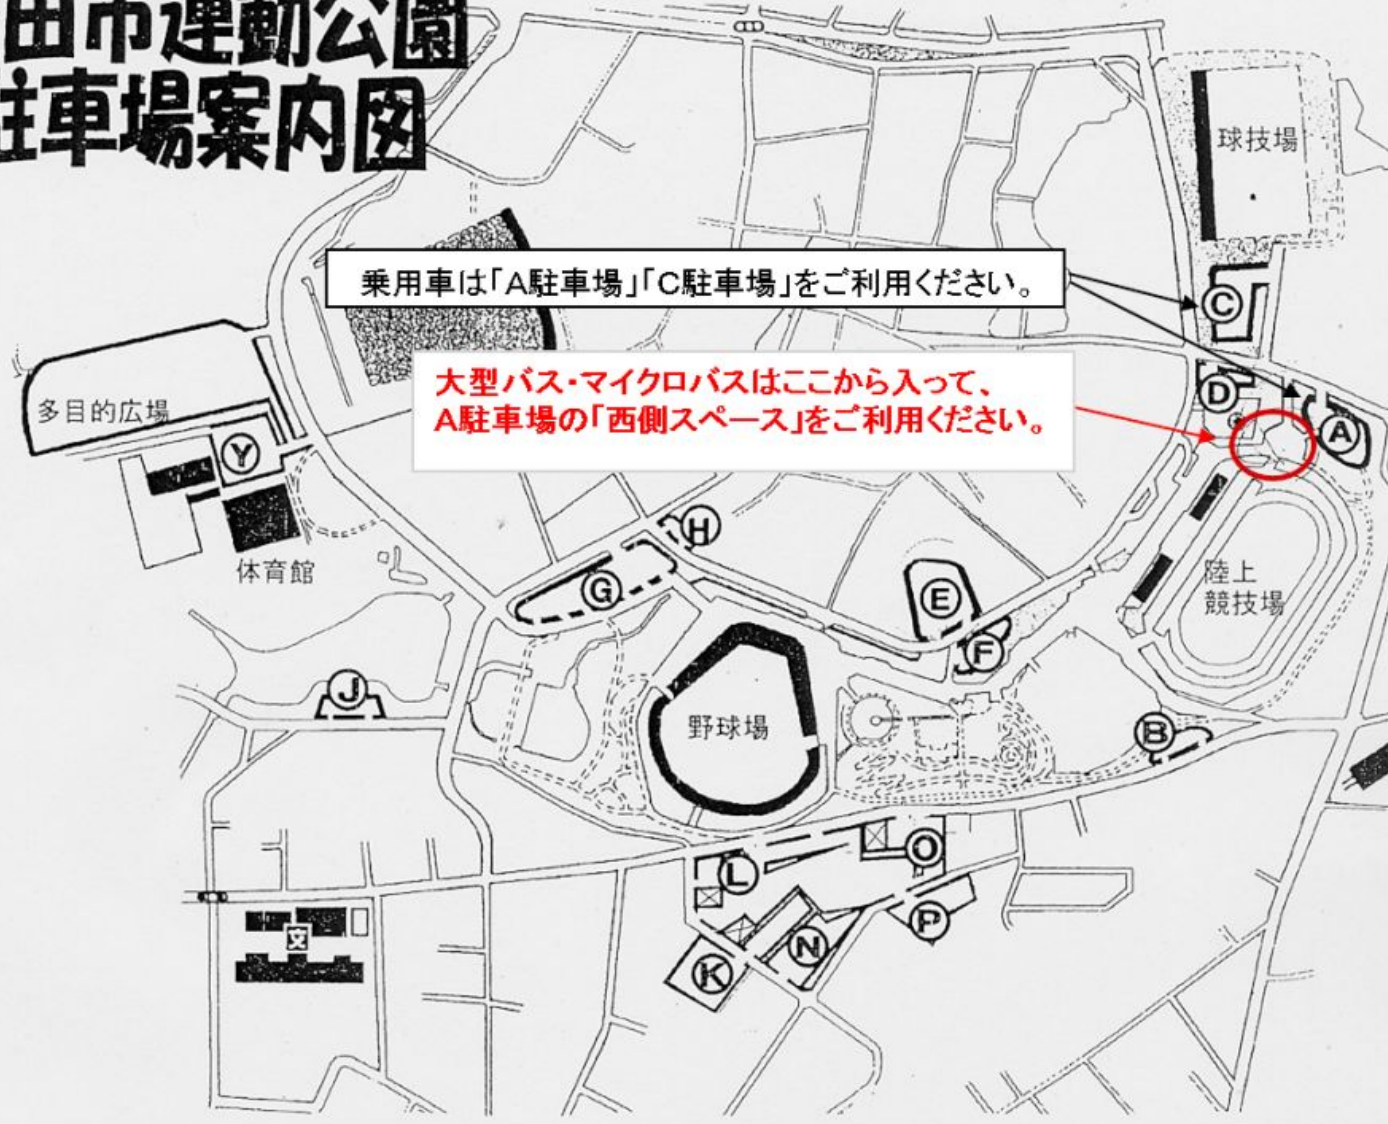 田市運動公園
駐車場案内図
球技場
乗用車は「A駐車場」「C駐車場」をご利用ください。
C
大型バス・マイクロバスはここから入って、
A駐車場の「西側スペース」をご利用ください。
D
A
多目的広場
Y
体育館
H
G
E
F
陸上
競技場
J
野球場
B
L
O
P
N
K
文